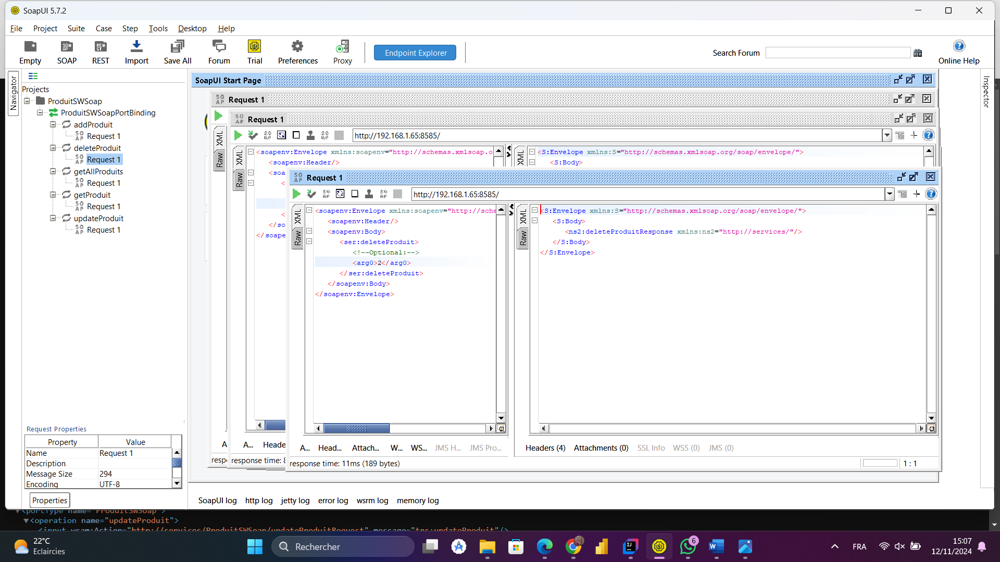 SoapUI 5.7.2
File Project Suite Case Step Tools Desktop Help
Empty SOAP REST Import Save All Forum Trial Preferences Proxy Endpoint Explorer Search Forum Online Help
Navigator
Inspector
Projects
ProduitSWSoap
ProduitSWSoapPortBinding
addProduit
Request 1
deleteProduit
Request 1
getAllProduits
Request 1
getProduit
Request 1
updateProduit
Request 1
SoapUI Start Page
Request 1
XML
Raw
Request 1
http://192.168.1.65:8585/
XML
Raw
<soapenv:Envelope xmlns:soapenv="http://schemas.xmlsoap.o
<soapenv:Header/>
<soa
<
<
</so
</soape
XML
<S:Envelope xmlns:S="http://schemas.xmlsoap.org/soap/envelope/">
<S:Body>
Request 1
http://192.168.1.65:8585/
XML
Raw
<soapenv:Envelope xmlns:soapenv="http://sche
<soapenv:Header/>
<soapenv:Body>
<ser:deleteProduit>
<!--Optional:-->
<arg0>2</arg0>
</ser:deleteProduit>
</soapenv:Body>
</soapenv:Envelope>
XML
Raw
<S:Envelope xmlns:S="http://schemas.xmlsoap.org/soap/envelope/">
<S:Body>
<ns2:deleteProduitResponse xmlns:ns2="http://services/"/>
</S:Body>
</S:Envelope>
A... Head... Attach... W... WS... JMS H... JMS Pro...
Headers (4) Attachments (0) SSL Info WSS (0) JMS (0)
A A... Heade
resp response time: 8
response time: 11ms (189 bytes)
1 : 1
Request Properties
Property Value
Name Request 1
Description
Message Size 294
Encoding UTF-8
Properties
SoapUI log http log jetty log error log wsrm log memory log
<portType name="ProduitSWSoap">
<operation name="updateProduit">
<input wsam:Action="http://services/ProduitSWSoap/updateProduitRequest" message="tns:updateProduit"/>
22°C
Eclaircies
Rechercher
6
FRA
15:07
12/11/2024